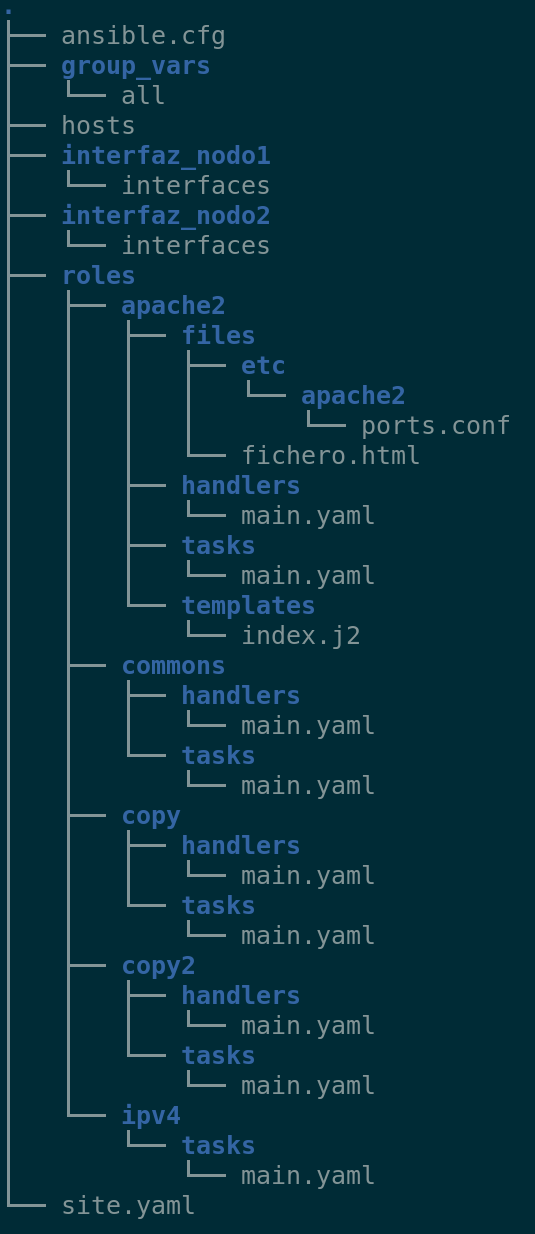 .
├── ansible.cfg
├── group_vars
│   └── all
├── hosts
├── interfaz_nodo1
│   └── interfaces
├── interfaz_nodo2
│   └── interfaces
├── roles
│   ├── apache2
│   │   ├── files
│   │   │   ├── etc
│   │   │   │   └── apache2
│   │   │   │       └── ports.conf
│   │   │   └── fichero.html
│   │   ├── handlers
│   │   │   └── main.yaml
│   │   ├── tasks
│   │   │   └── main.yaml
│   │   └── templates
│   │       └── index.j2
│   ├── commons
│   │   ├── handlers
│   │   │   └── main.yaml
│   │   └── tasks
│   │       └── main.yaml
│   ├── copy
│   │   ├── handlers
│   │   │   └── main.yaml
│   │   └── tasks
│   │       └── main.yaml
│   ├── copy2
│   │   ├── handlers
│   │   │   └── main.yaml
│   │   └── tasks
│   │       └── main.yaml
│   └── ipv4
│       └── tasks
│           └── main.yaml
└── site.yaml